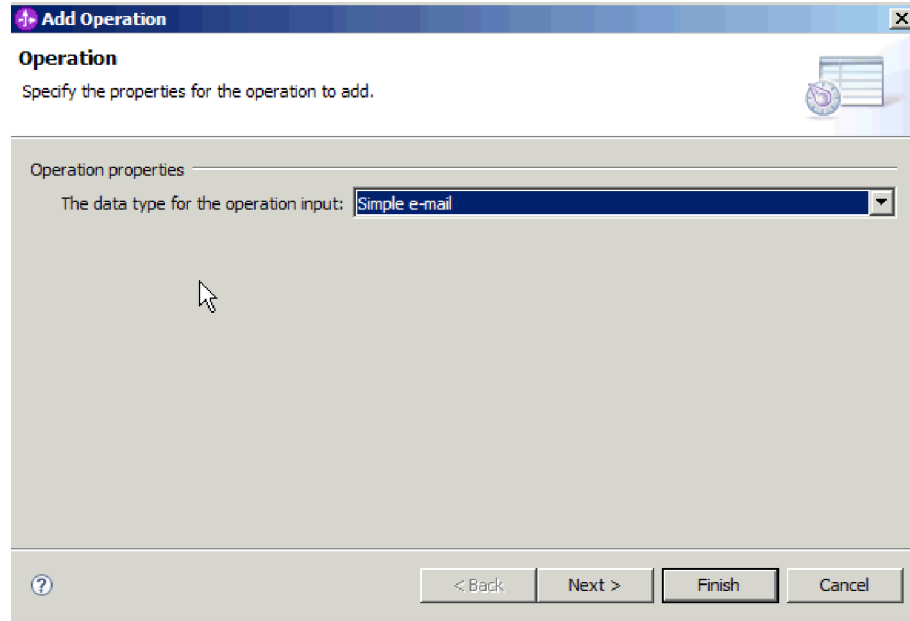 Add Operation
Operation
Specify the properties for the operation to add.
Operation properties
The data type for the operation input: Simple e-mail
< Back Next > Finish Cancel